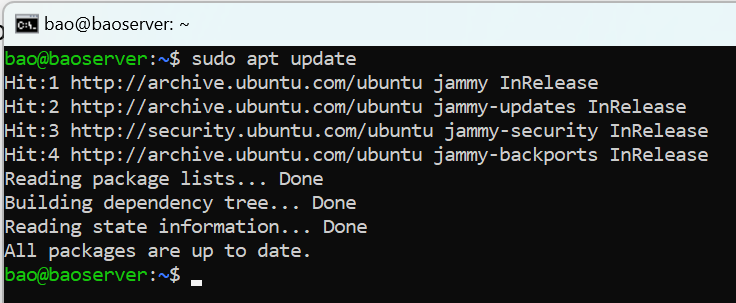 bao@baoserver: ~
bao@baoserver:~$ sudo apt update
Hit:1 http://archive.ubuntu.com/ubuntu jammy InRelease
Hit:2 http://archive.ubuntu.com/ubuntu jammy-updates InRelease
Hit:3 http://security.ubuntu.com/ubuntu jammy-security InRelease
Hit:4 http://archive.ubuntu.com/ubuntu jammy-backports InRelease
Reading package lists... Done
Building dependency tree... Done
Reading state information... Done
All packages are up to date.
bao@baoserver:~$